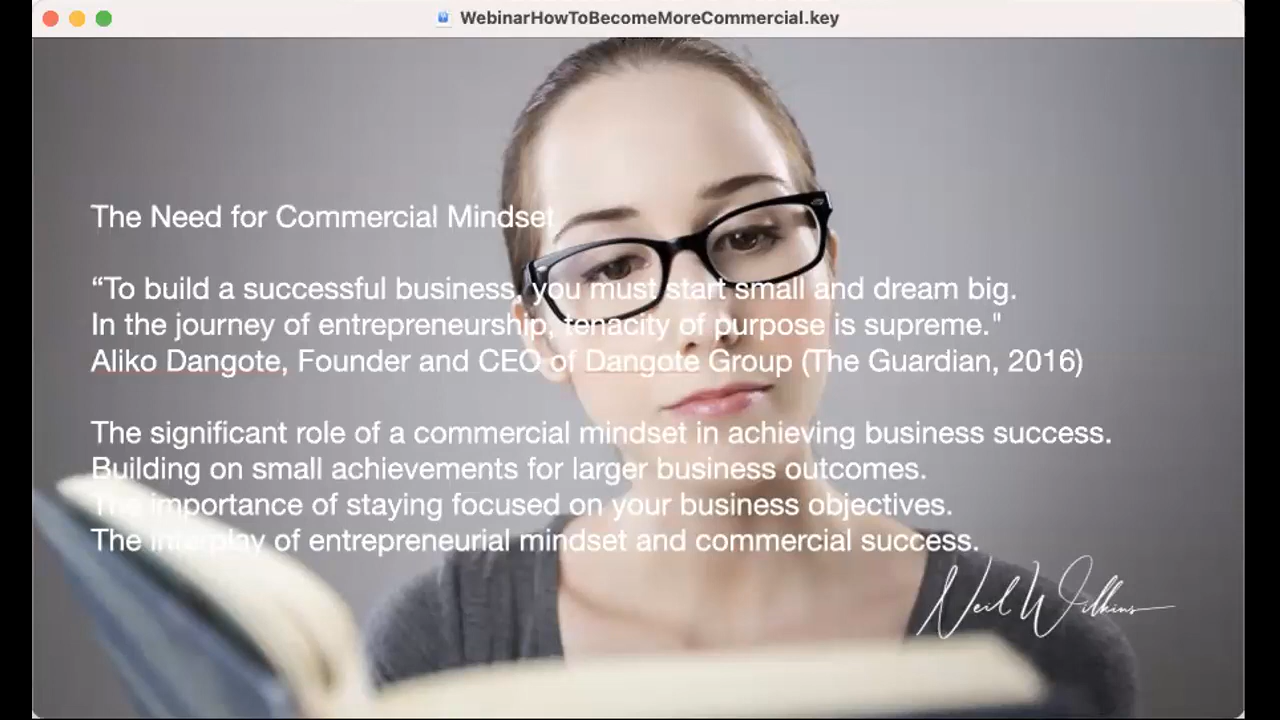 WebinarHowToBecomeMoreCommercial.key
The Need for Commercial Mindset
“To build a successful business, you must start small and dream big.
In the journey of entrepreneurship, tenacity of purpose is supreme."
Aliko Dangote, Founder and CEO of Dangote Group (The Guardian, 2016)
The significant role of a commercial mindset in achieving business success.
Building on small achievements for larger business outcomes.
The importance of staying focused on your business objectives.
The interplay of entrepreneurial mindset and commercial success.
Neil Wilkins